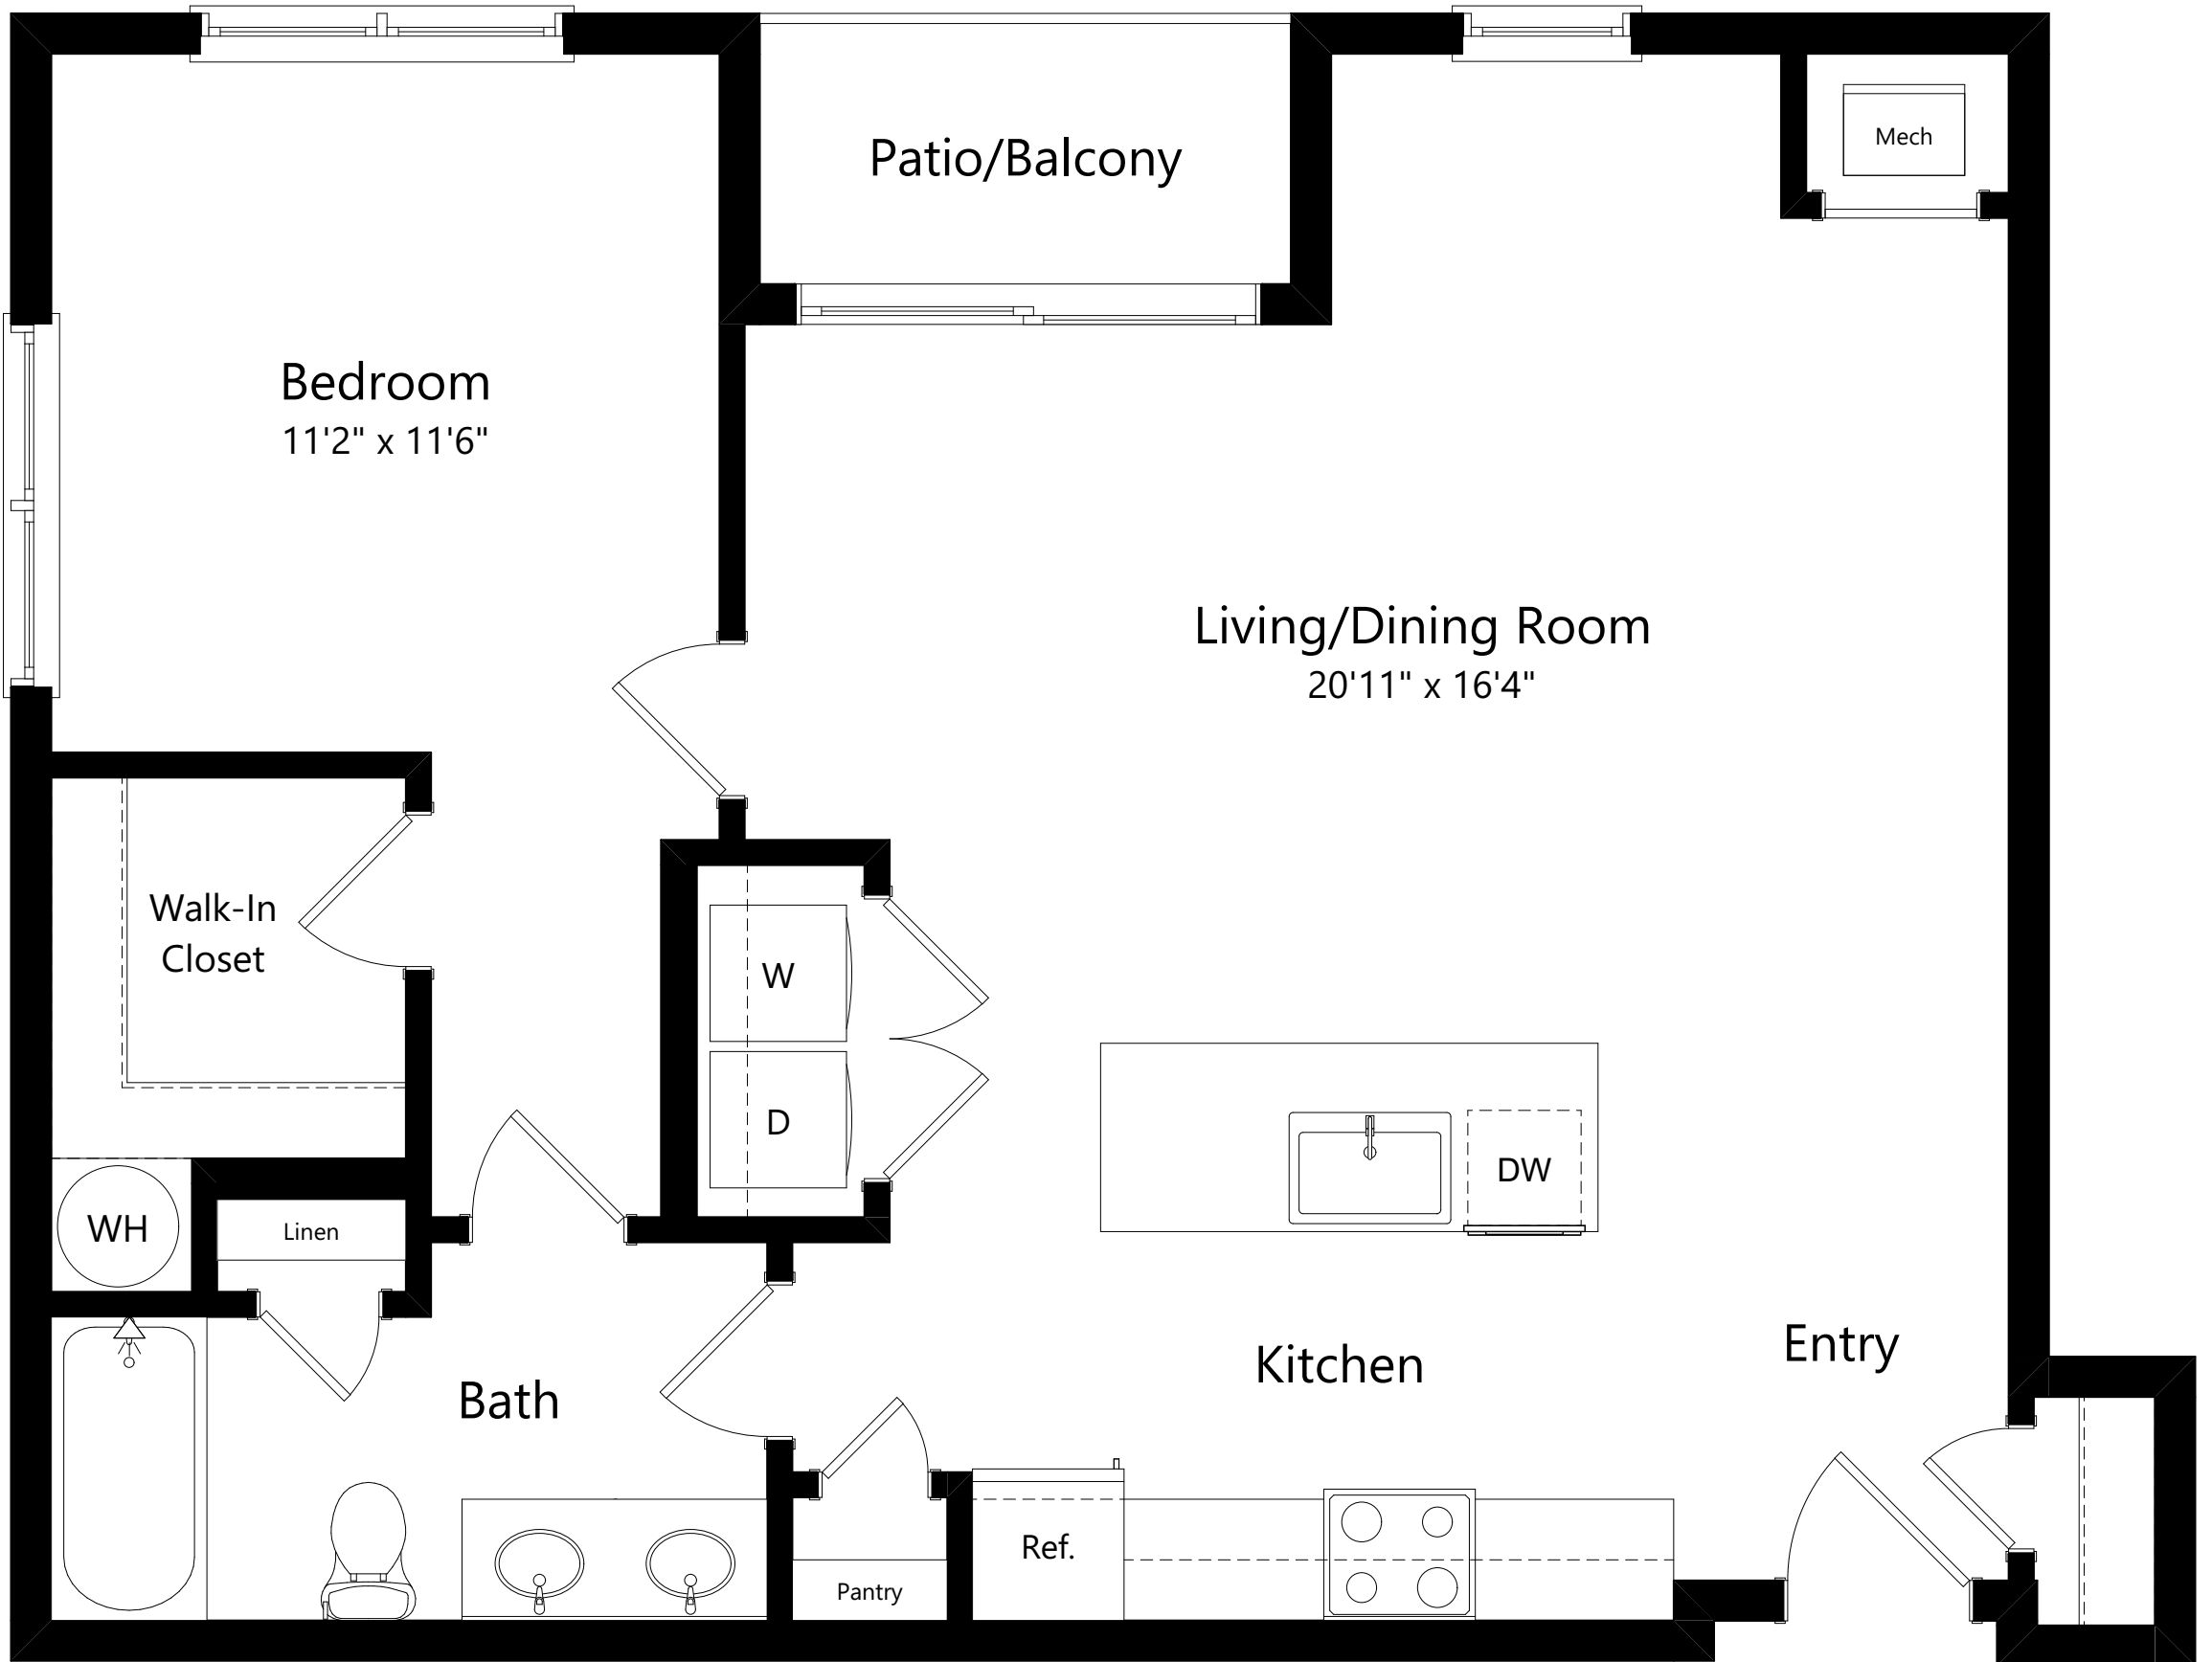 Patio/Balcony
Mech
Bedroom
11'2" x 11'6"
Living/Dining Room
20'11" x 16'4"
Walk-In
Closet
W
D
DW
WH
Linen
Bath
Kitchen
Entry
Ref.
Pantry